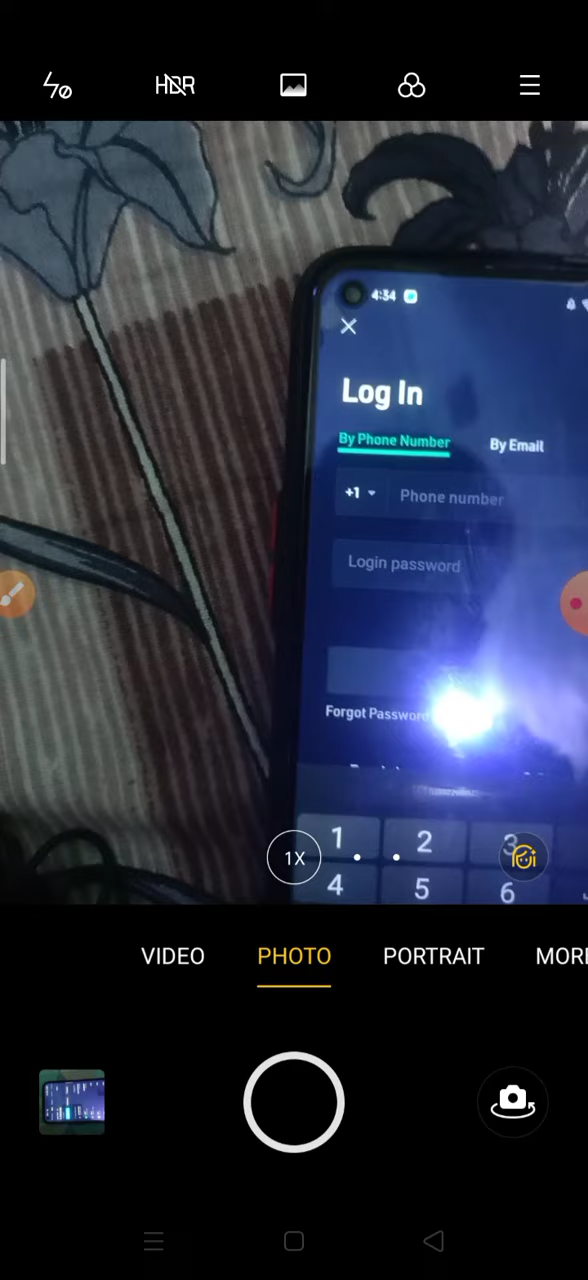 HDR
4:34
Log In
By Phone Number By Email
+1 Phone number
Login password
Forgot Password
1 2 3
4 5 6
1X
VIDEO PHOTO PORTRAIT